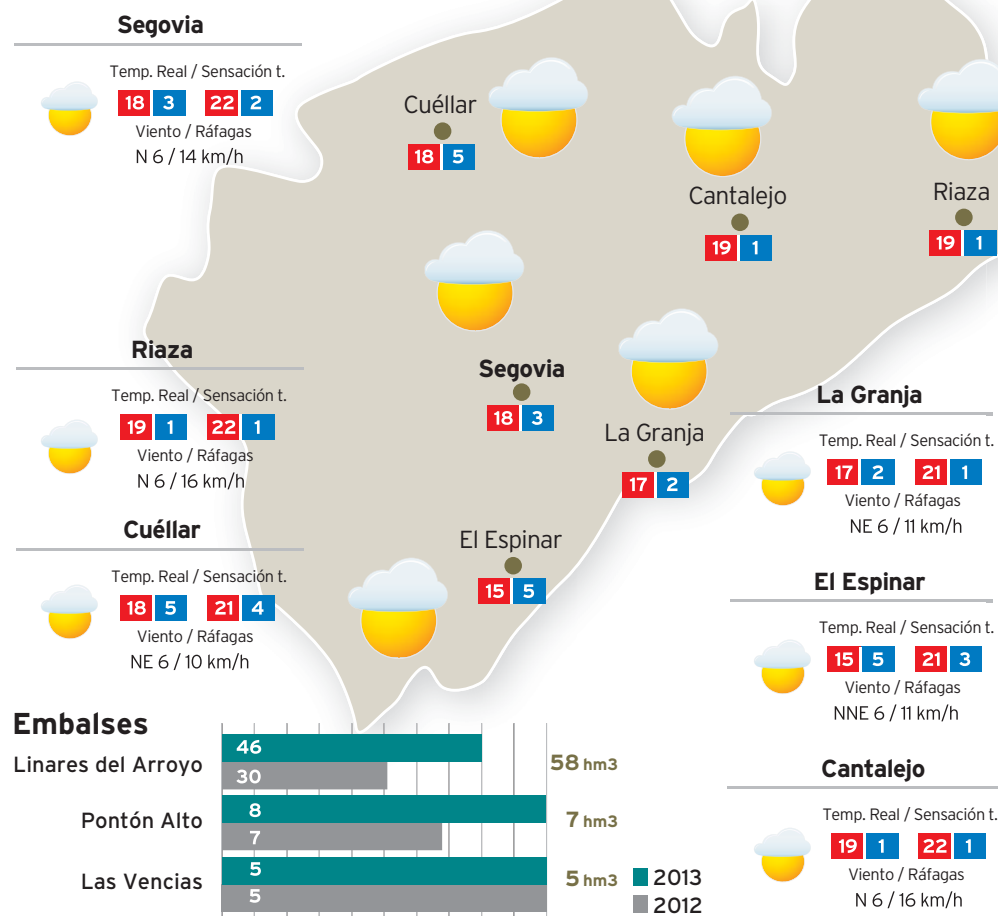 Segovia
Temp. Real / Sensación t.
18 3 22 2
Viento / Ráfagas
N 6 / 14 km/h
Cuéllar
18 5
Cantalejo
19 1
Riaza
19 1
Segovia
18 3
La Granja
17 2
El Espinar
15 5
Riaza
Temp. Real / Sensación t.
19 1 22 1
Viento / Ráfagas
N 6 / 16 km/h
Cuéllar
Temp. Real / Sensación t.
18 5 21 4
Viento / Ráfagas
NE 6 / 10 km/h
La Granja
Temp. Real / Sensación t.
17 2 21 1
Viento / Ráfagas
NE 6 / 11 km/h
El Espinar
Temp. Real / Sensación t.
15 5 21 3
Viento / Ráfagas
NNE 6 / 11 km/h
Cantalejo
Temp. Real / Sensación t.
19 1 22 1
Viento / Ráfagas
N 6 / 16 km/h
Embalses
Linares del Arroyo
46
30
58 hm3
Pontón Alto
8
7
7 hm3
Las Vencias
5
5
5 hm3
2013
2012